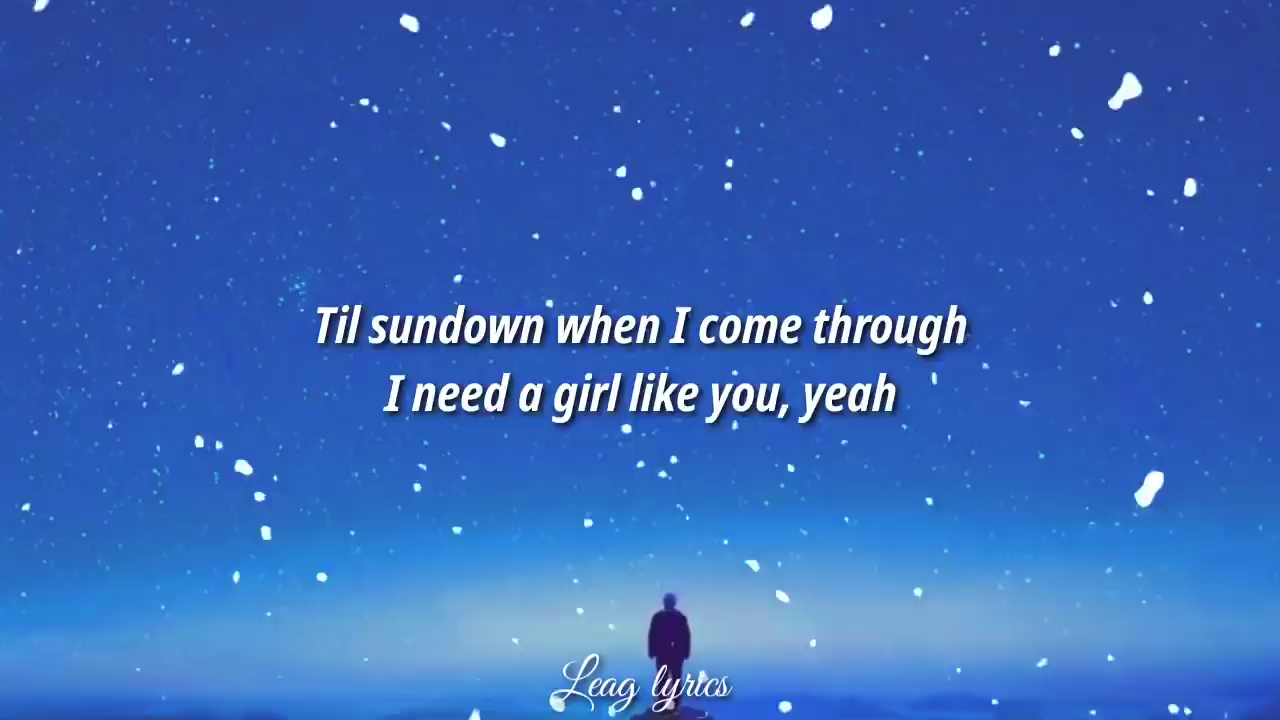 Til sundown when I come through
I need a girl like you, yeah
Leag lyrics